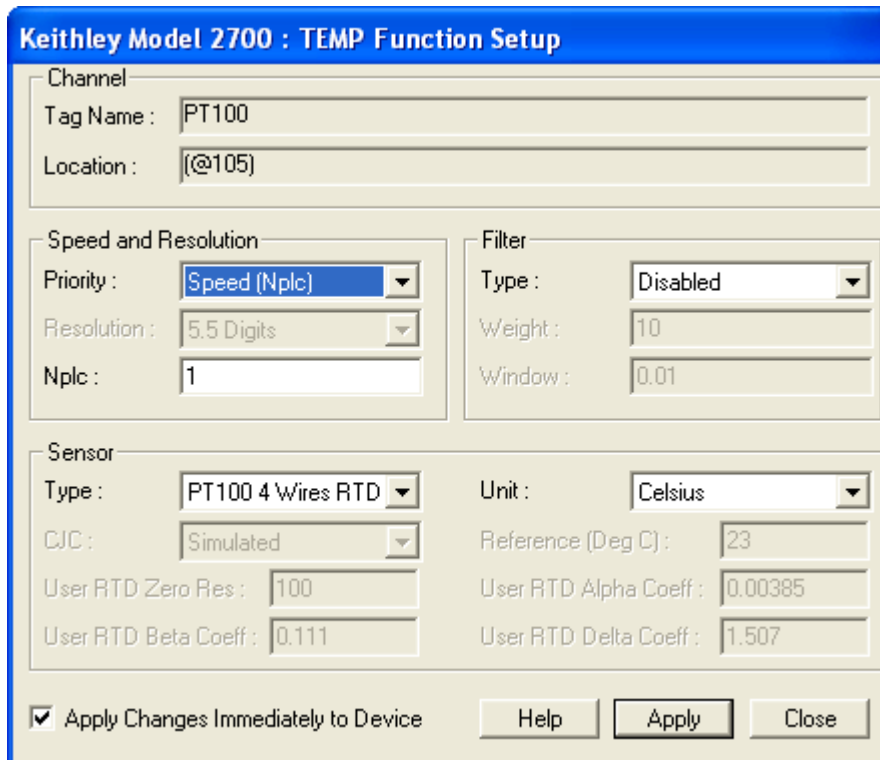 Keithley Model 2700 : TEMP Function Setup
Channel
Tag Name : PT100
Location : (@105)
Speed and Resolution
Priority : Speed (Nplc)
Resolution : 5.5 Digits
Nplc : 1
Filter
Type : Disabled
Weight : 10
Window : 0.01
Sensor
Type : PT100 4 Wires RTD
Unit : Celsius
CJC : Simulated
Reference (Deg C) : 23
User RTD Zero Res : 100
User RTD Alpha Coeff : 0.00385
User RTD Beta Coeff : 0.111
User RTD Delta Coeff : 1.507
Apply Changes Immediately to Device
Help
Apply
Close